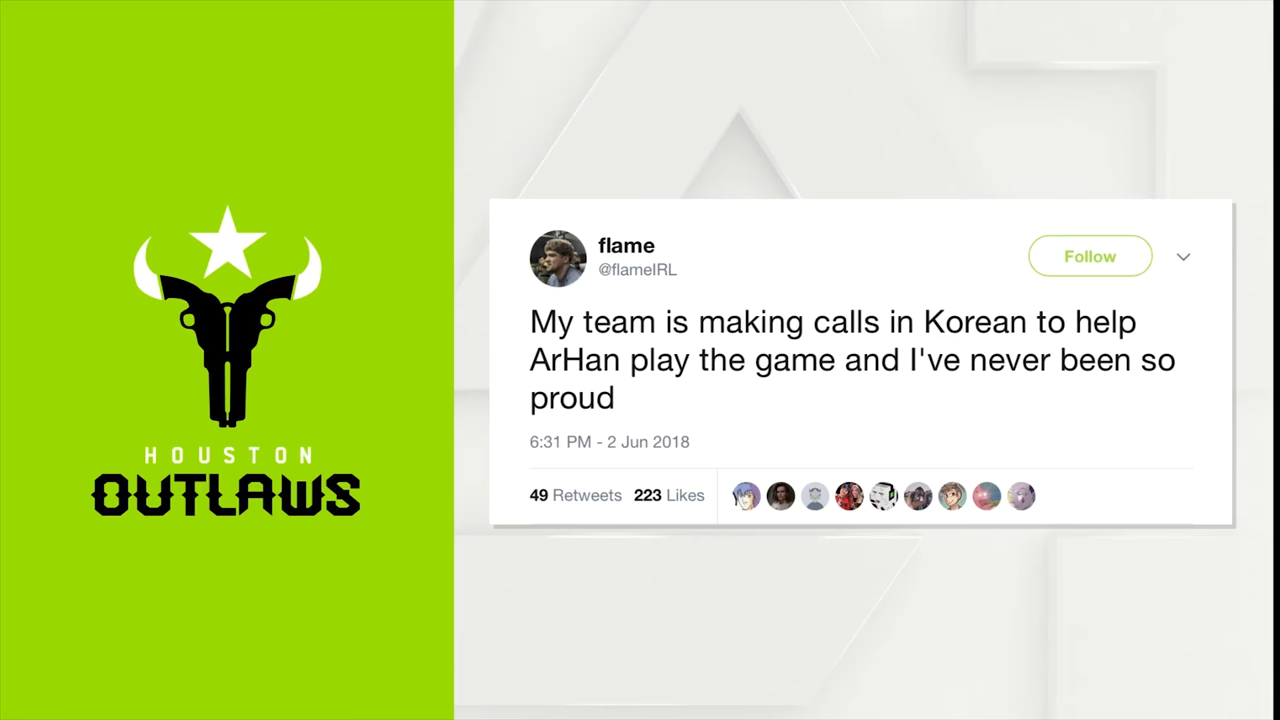 HOUSTON
OUTLAWS
flame
@flameIRL
Follow
My team is making calls in Korean to help
ArHan play the game and I've never been so
proud
6:31 PM - 2 Jun 2018
49 Retweets 223 Likes